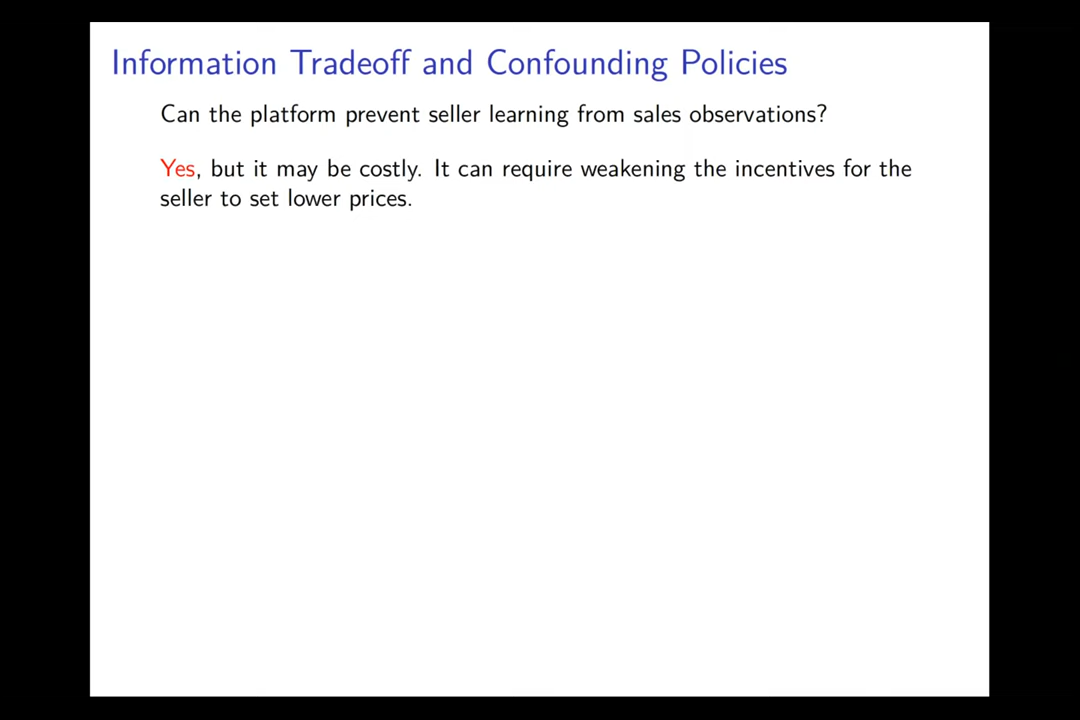 Information Tradeoff and Confounding Policies
Can the platform prevent seller learning from sales observations?
Yes, but it may be costly. It can require weakening the incentives for the
seller to set lower prices.